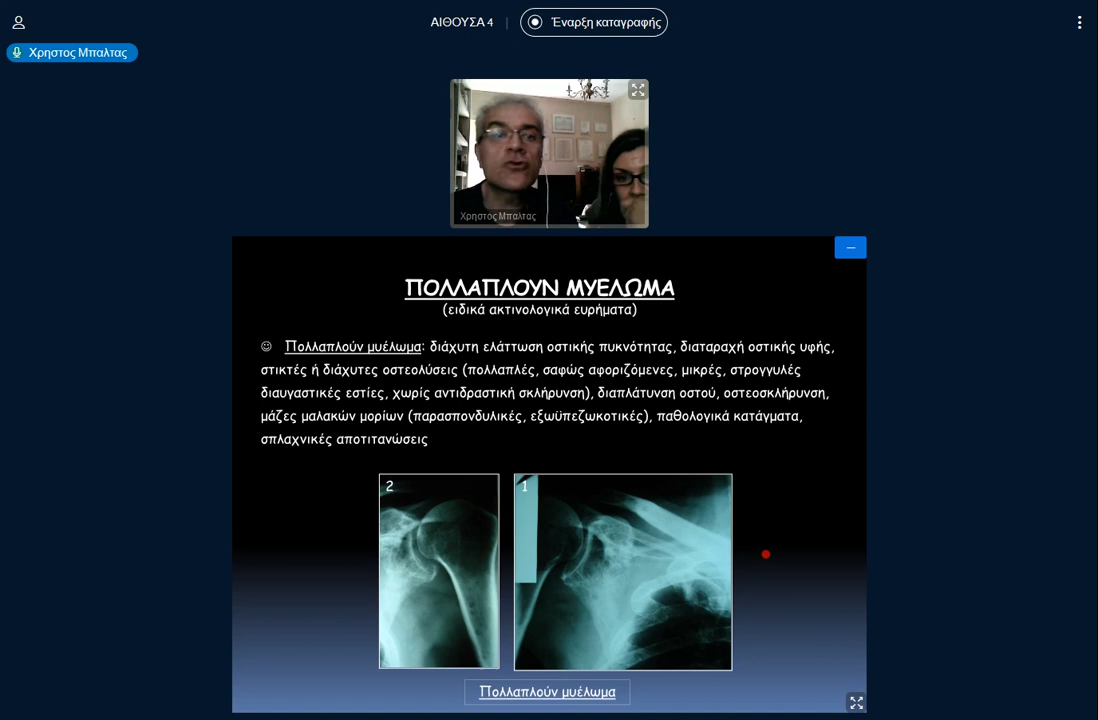 ΑΙΘΟΥΣΑ 4
Έναρξη καταγραφής
Χρηστος Μπαλτας
Χρηστος Μπαλτας
ΠΟΛΛΑΠΛΟΥΝ ΜΥΕΛΩΜΑ
(ειδικά ακτινολογικά ευρήματα)
☺ Πολλαπλούν μυέλωμα: διάχυτη ελάττωση οστικής πυκνότητας, διαταραχή οστικής υφής,
στικτές ή διάχυτες οστεολύσεις (πολλαπλές, σαφώς αφοριζόμενες, μικρές, στρογγυλές
διαυγαστικές εστίες, χωρίς αντιδραστική σκλήρυνση), διαπλάτυνση οστού, οστεοσκλήρυνση,
μάζες μαλακών μορίων (παρασπονδυλικές, εξωϋπεζωκοτικές), παθολογικά κατάγματα,
σπλαχνικές αποτιτανώσεις
2
1
Πολλαπλούν μυέλωμα